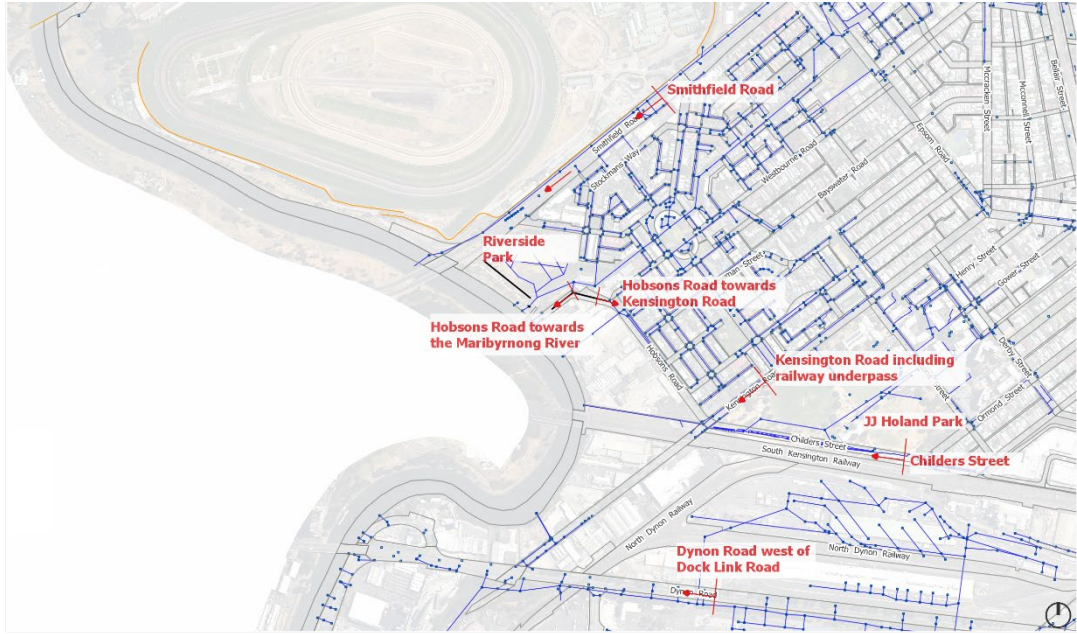 Smithfield Road
Smithfield Road
Stockmans Way
Westbourne Road
Bayswater Road
Epsom Road
Mccracken Street
Mcconnell Street
Bellair Street
Riverside
Park
Hobsons Road towards
Kensington Road
Hobsons Road towards
the Maribyrnong River
Street
Henry Street
Gower Street
Derby Street
Ormond Street
Hobsons Road
Kensington Road including
railway underpass
Kensington Road
JJ Holand Park
Childers Street
Childers Street
South Kensington Railway
North Dynon Railway
North Dynon Railway
Dynon Road west of
Dock Link Road
Dynon Road